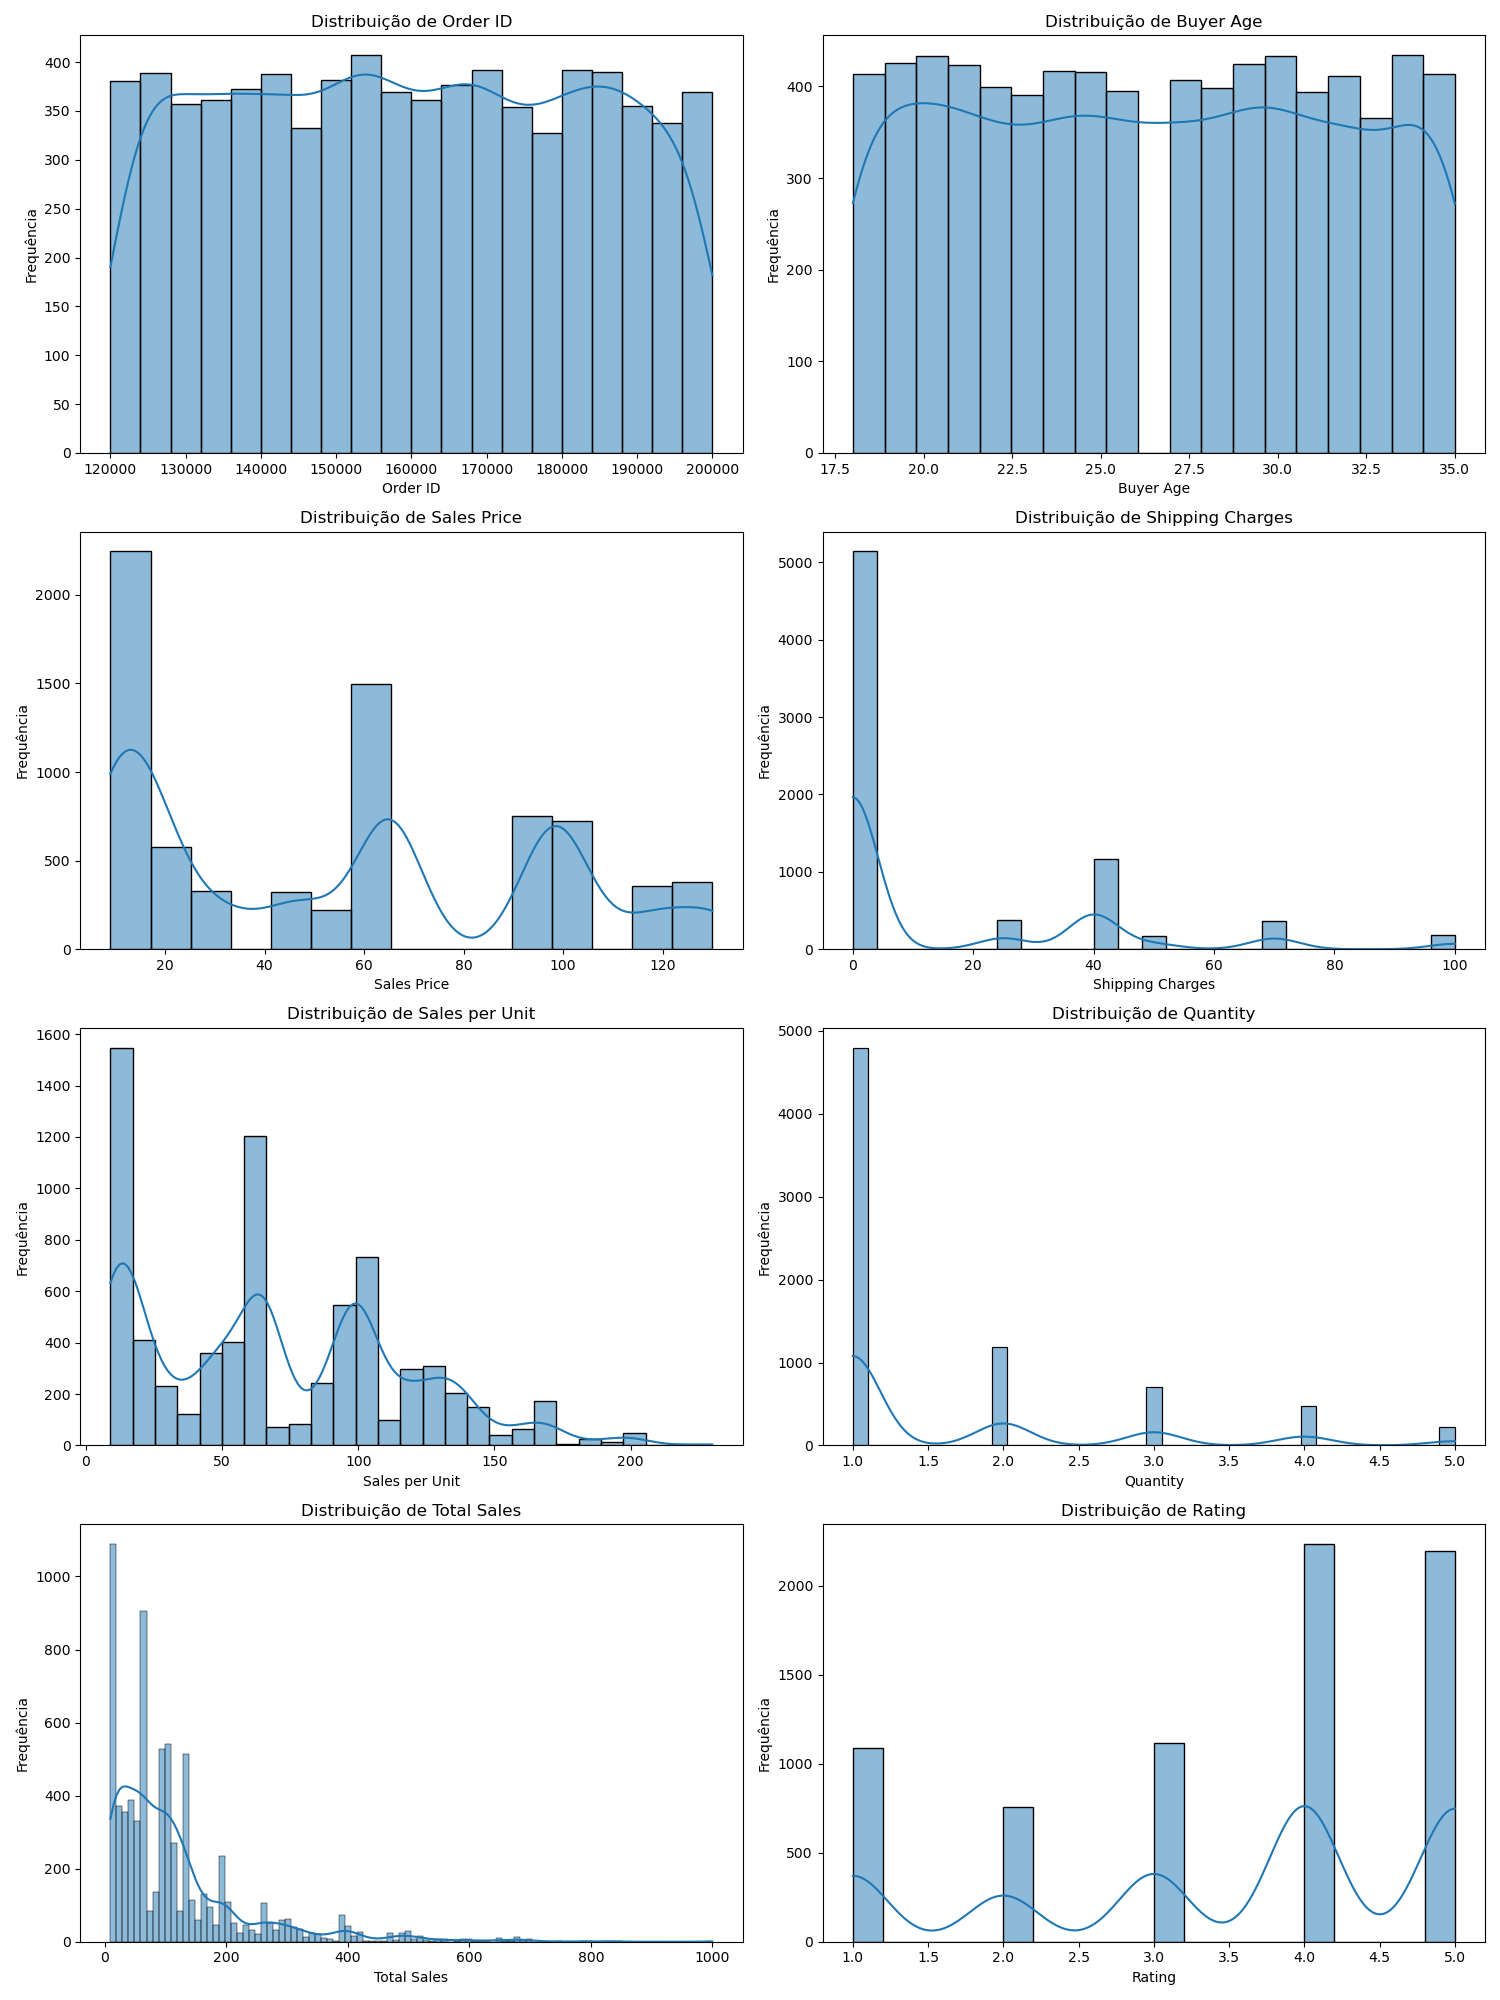 Distribuição de Order ID
Frequência
400
350
300
250
200
150
100
50
0
120000 130000 140000 150000 160000 170000 180000 190000 200000
Order ID
Distribuição de Buyer Age
Frequência
400
300
200
100
0
17.5 20.0 22.5 25.0 27.5 30.0 32.5 35.0
Buyer Age
Distribuição de Sales Price
Frequência
2000
1500
1000
500
0
20 40 60 80 100 120
Sales Price
Distribuição de Shipping Charges
Frequência
5000
4000
3000
2000
1000
0
0 20 40 60 80 100
Shipping Charges
Distribuição de Sales per Unit
Frequência
1600
1400
1200
1000
800
600
400
200
0
0 50 100 150 200
Sales per Unit
Distribuição de Quantity
Frequência
5000
4000
3000
2000
1000
0
1.0 1.5 2.0 2.5 3.0 3.5 4.0 4.5 5.0
Quantity
Distribuição de Total Sales
Frequência
1000
800
600
400
200
0
0 200 400 600 800 1000
Total Sales
Distribuição de Rating
Frequência
2000
1500
1000
500
0
1.0 1.5 2.0 2.5 3.0 3.5 4.0 4.5 5.0
Rating